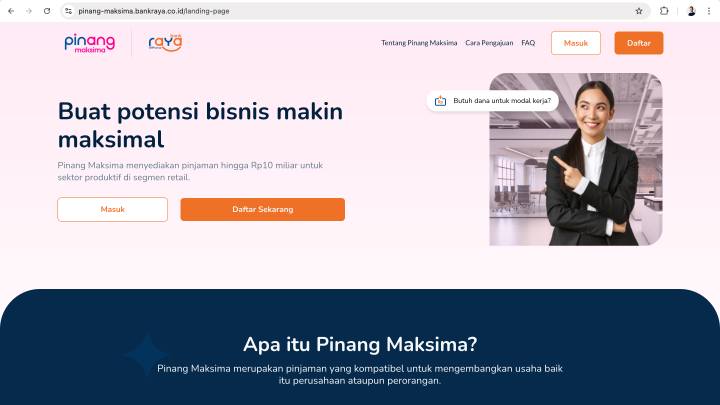 pinang-maksima.bankraya.co.id/landing-page
pinang
maksima
raya
Tentang Pinang Maksima
Cara Pengajuan
FAQ
Masuk
Daftar
Butuh dana untuk modal kerja?
Buat potensi bisnis makin
maksimal
Pinang Maksima menyediakan pinjaman hingga Rp10 miliar untuk
sektor produktif di segmen retail.
Masuk
Daftar Sekarang
Apa itu Pinang Maksima?
Pinang Maksima merupakan pinjaman yang kompatibel untuk mengembangkan usaha baik
itu perusahaan ataupun perorangan.